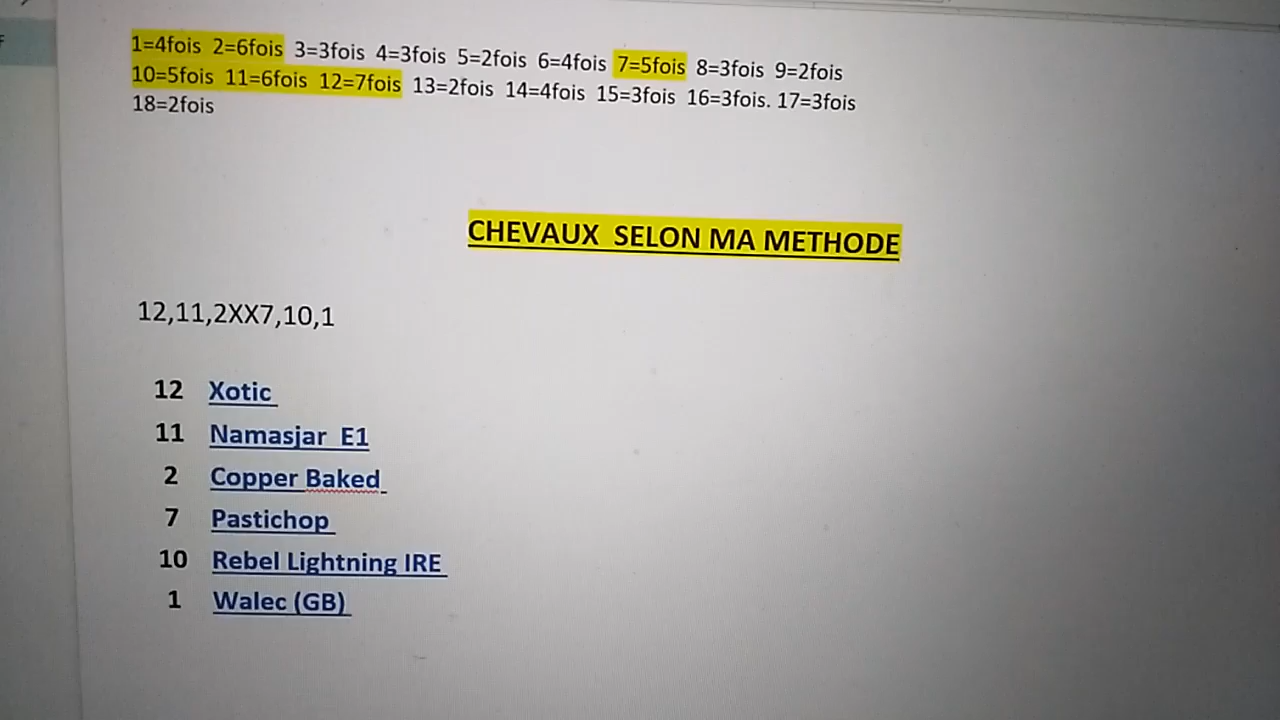 1=4fois 2=6fois 3=3fois 4=3fois 5=2fois 6=4fois 7=5fois 8=3fois 9=2fois
10=5fois 11=6fois 12=7fois 13=2fois 14=4fois 15=3fois 16=3fois. 17=3fois
18=2fois
CHEVAUX SELON MA METHODE
12,11,2XX7,10,1
12 Xotic
11 Namasjar E1
2 Copper Baked
7 Pastichop
10 Rebel Lightning IRE
1 Walec (GB)